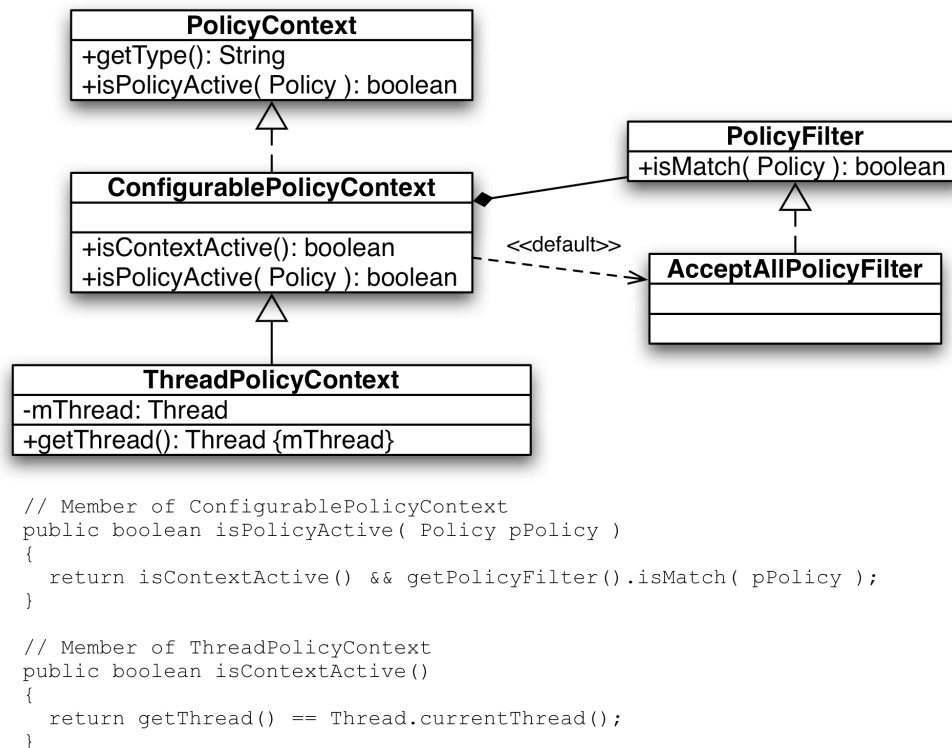 PolicyContext
+getType(): String
+isPolicyActive( Policy ): boolean
PolicyFilter
+isMatch( Policy ): boolean
ConfigurablePolicyContext
+isContextActive(): boolean
+isPolicyActive( Policy ): boolean
<<default>>
AcceptAllPolicyFilter
ThreadPolicyContext
-mThread: Thread
+getThread(): Thread {mThread}
// Member of ConfigurablePolicyContext
public boolean isPolicyActive( Policy pPolicy )
{
  return isContextActive() && getPolicyFilter().isMatch( pPolicy );
}
// Member of ThreadPolicyContext
public boolean isContextActive()
{
  return getThread() == Thread.currentThread();
}